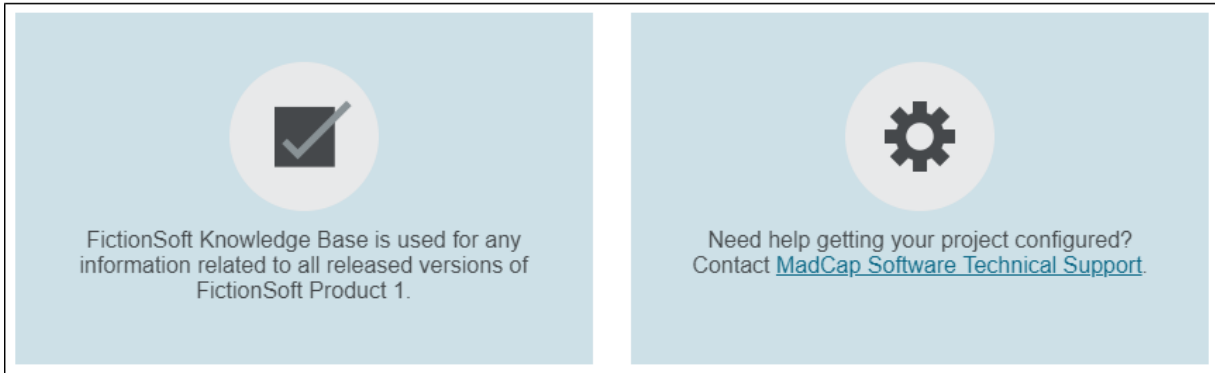 FictionSoft Knowledge Base is used for any
information related to all released versions of
FictionSoft Product 1.
Need help getting your project configured?
Contact MadCap Software Technical Support.